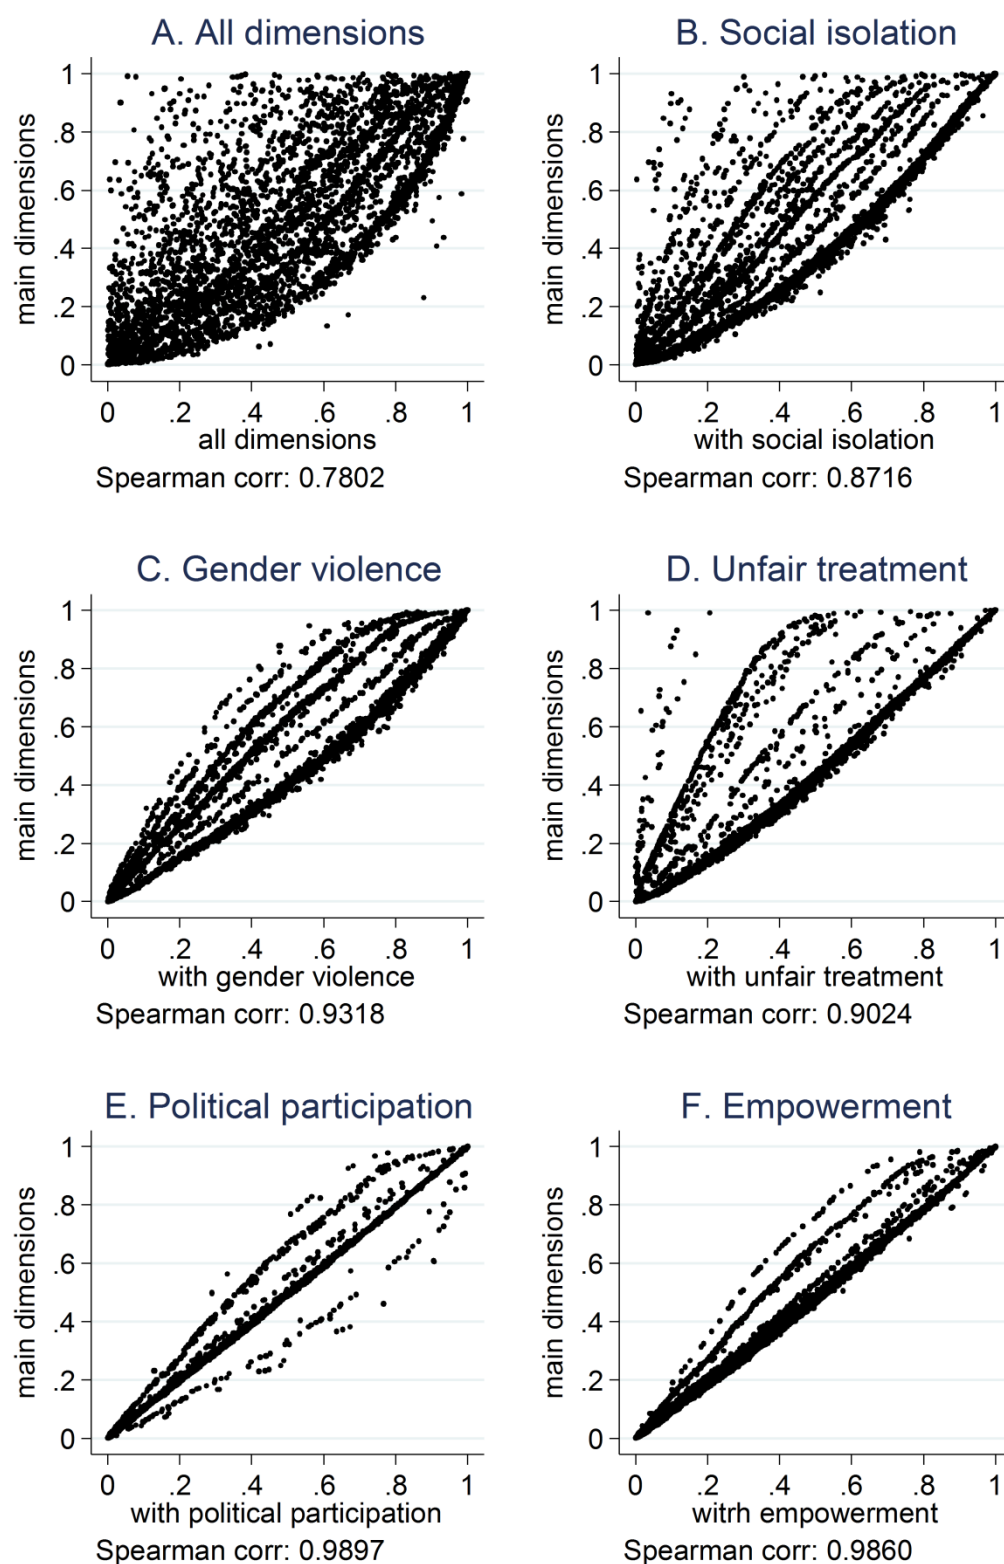 A. All dimensions
main dimensions
1
.8
.6
.4
.2
0
0 .2 .4 .6 .8 1
all dimensions
Spearman corr: 0.7802
B. Social isolation
main dimensions
1
.8
.6
.4
.2
0
0 .2 .4 .6 .8 1
with social isolation
Spearman corr: 0.8716
C. Gender violence
main dimensions
1
.8
.6
.4
.2
0
0 .2 .4 .6 .8 1
with gender violence
Spearman corr: 0.9318
D. Unfair treatment
main dimensions
1
.8
.6
.4
.2
0
0 .2 .4 .6 .8 1
with unfair treatment
Spearman corr: 0.9024
E. Political participation
main dimensions
1
.8
.6
.4
.2
0
0 .2 .4 .6 .8 1
with political participation
Spearman corr: 0.9897
F. Empowerment
main dimensions
1
.8
.6
.4
.2
0
0 .2 .4 .6 .8 1
witrh empowerment
Spearman corr: 0.9860